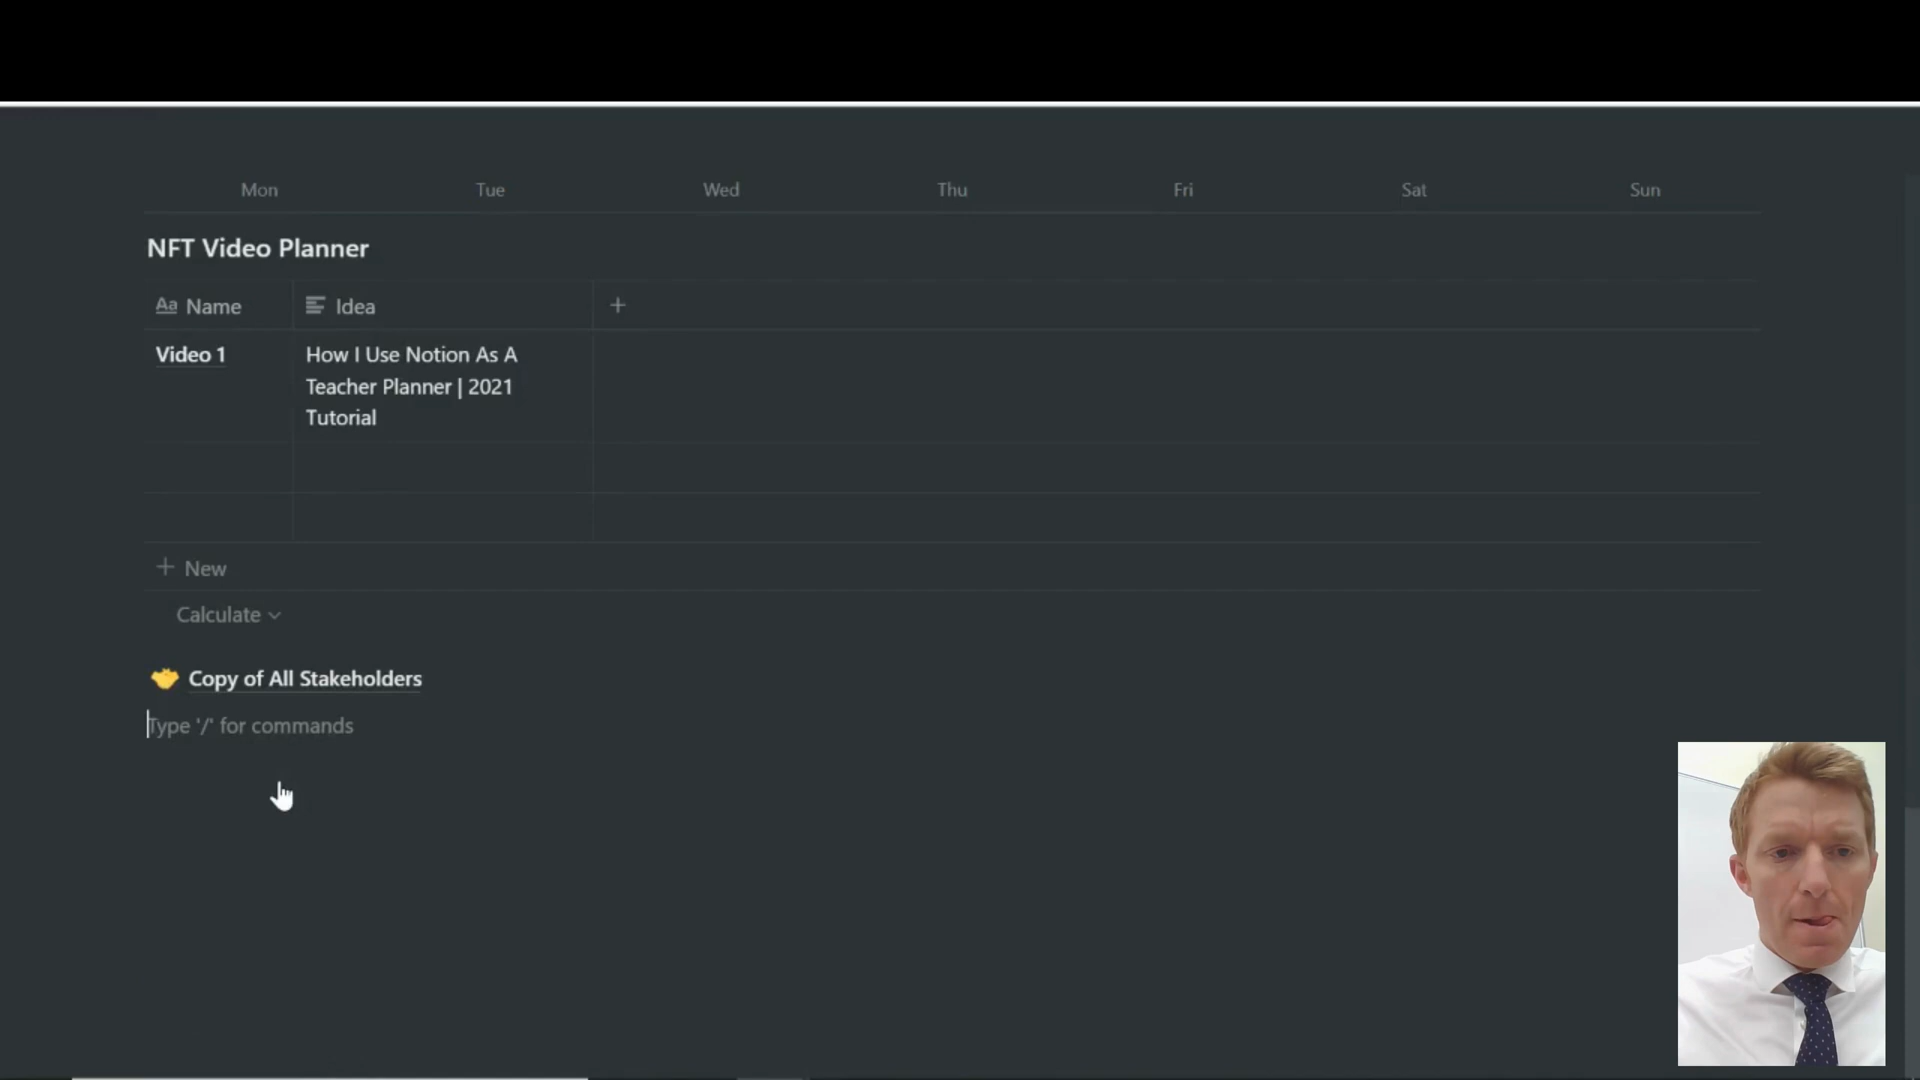 Mon Tue Wed Thu Fri Sat Sun
NFT Video Planner
Aa Name Idea
Video 1 How I Use Notion As A
Teacher Planner | 2021
Tutorial
+ New
Calculate
Copy of All Stakeholders
Type '/' for commands